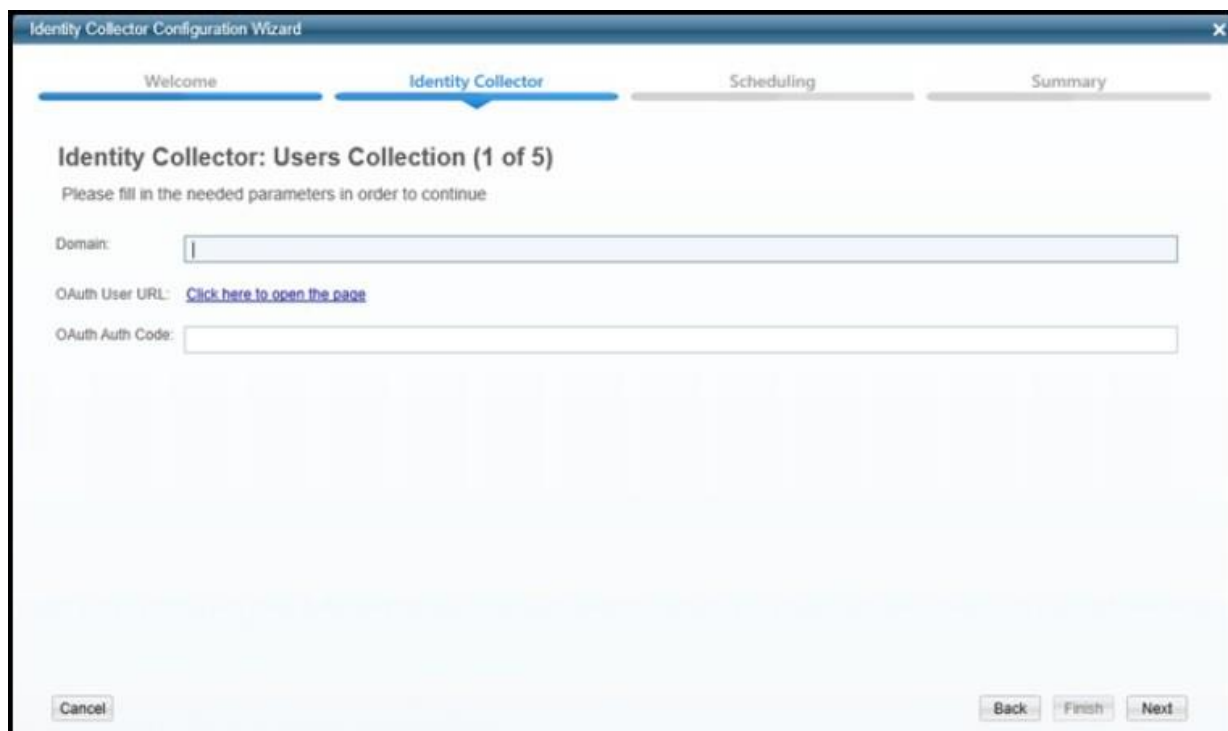 Identity Collector Configuration Wizard
Welcome
Identity Collector
Scheduling
Summary
Identity Collector: Users Collection (1 of 5)
Please fill in the needed parameters in order to continue
Domain:
OAuth User URL: Click here to open the page
OAuth Auth Code:
Cancel
Back
Finish
Next